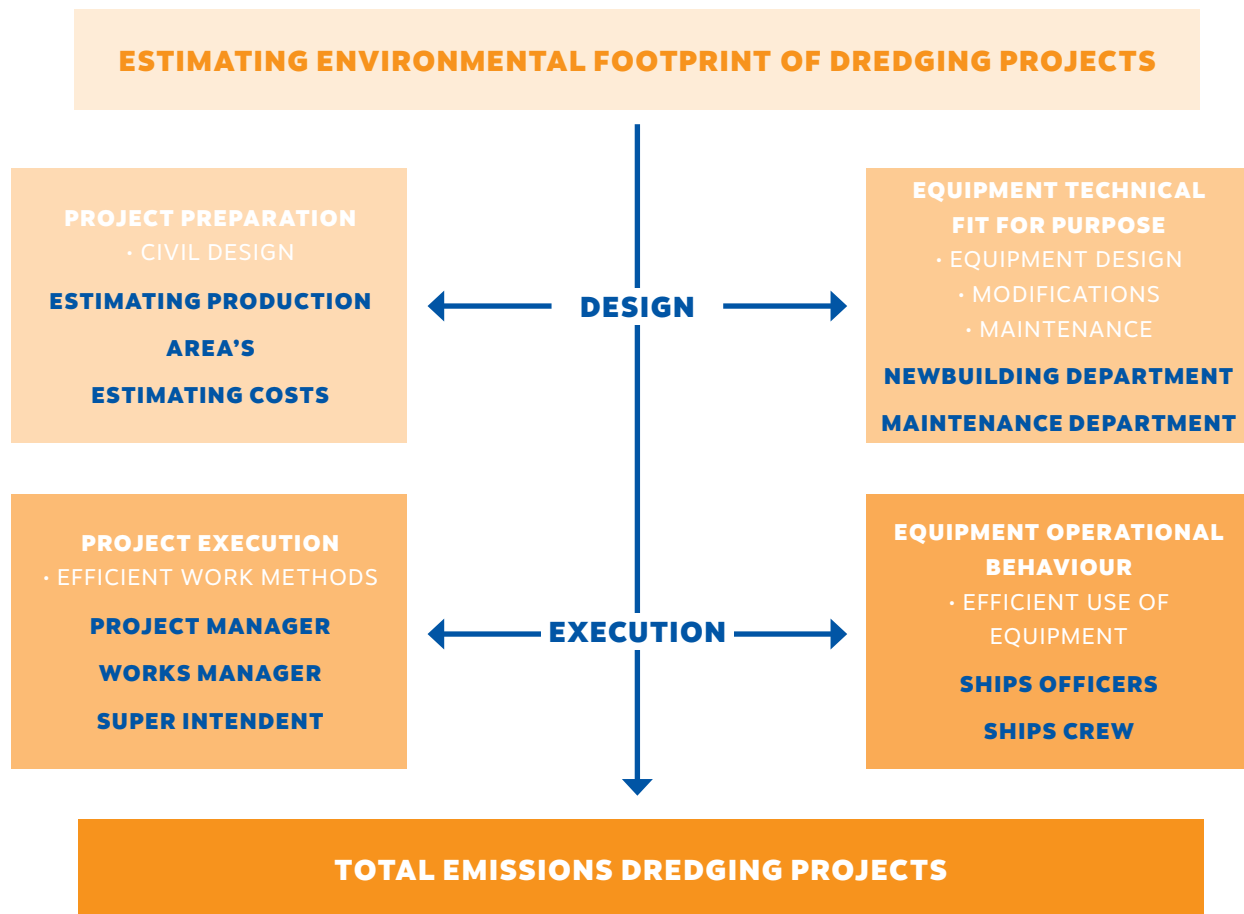 ESTIMATING ENVIRONMENTAL FOOTPRINT OF DREDGING PROJECTS
PROJECT PREPARATION
• CIVIL DESIGN
ESTIMATING PRODUCTION
AREA’S
ESTIMATING COSTS
DESIGN
EQUIPMENT TECHNICAL
FIT FOR PURPOSE
• EQUIPMENT DESIGN
• MODIFICATIONS
• MAINTENANCE
NEWBUILDING DEPARTMENT
MAINTENANCE DEPARTMENT
PROJECT EXECUTION
• EFFICIENT WORK METHODS
PROJECT MANAGER
WORKS MANAGER
SUPER INTENDENT
EXECUTION
EQUIPMENT OPERATIONAL
BEHAVIOUR
• EFFICIENT USE OF
EQUIPMENT
SHIPS OFFICERS
SHIPS CREW
TOTAL EMISSIONS DREDGING PROJECTS